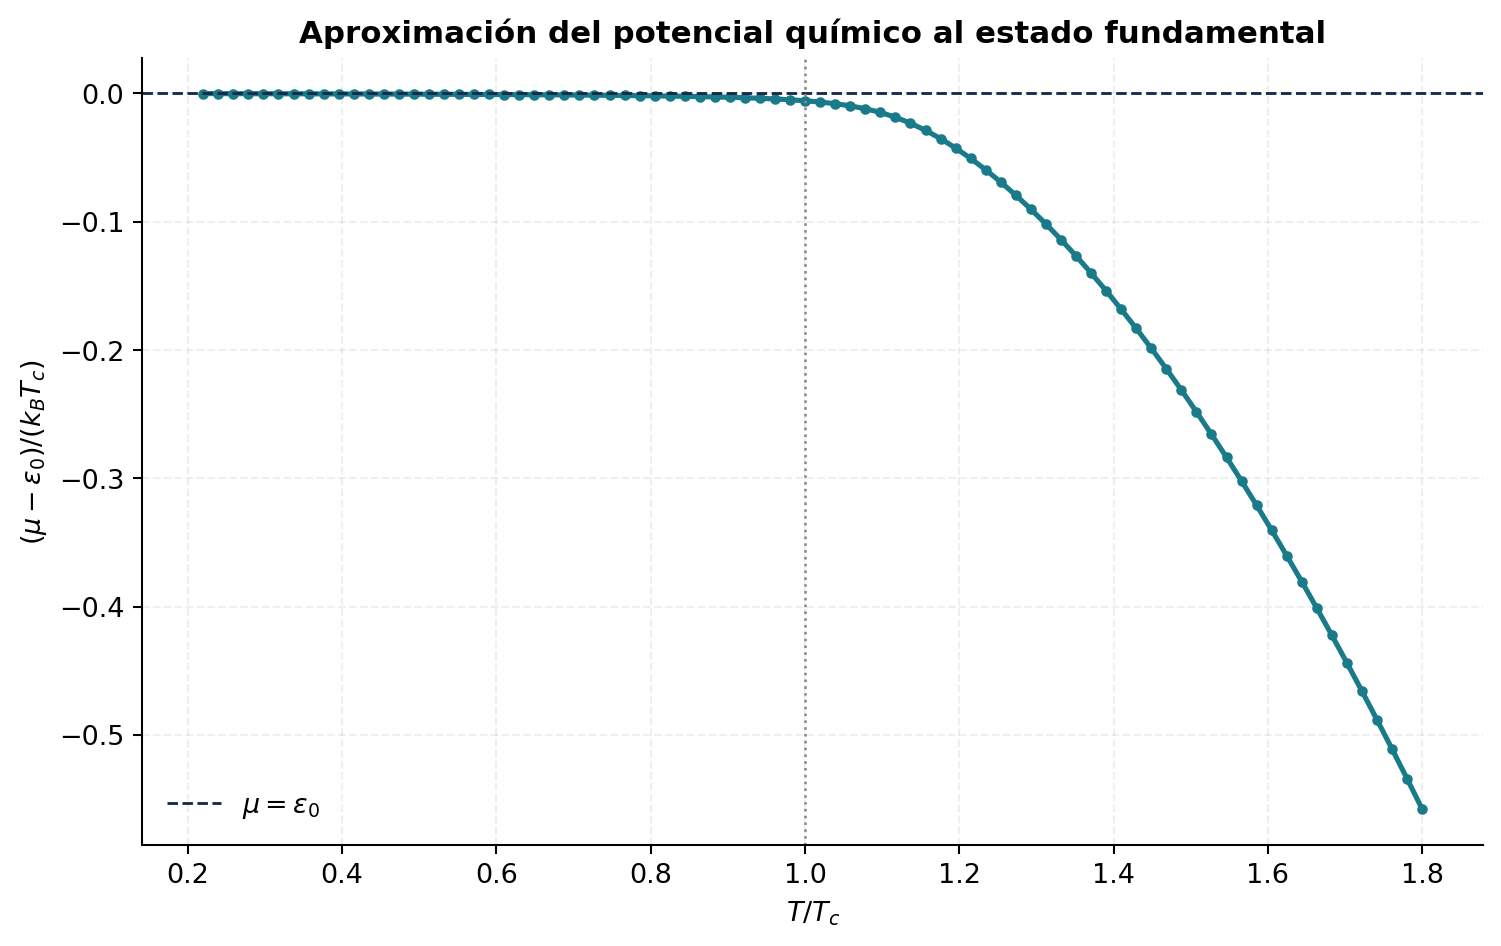 Aproximación del potencial químico al estado fundamental
(μ − ε₀)/(k_BT_c)
0.0
−0.1
−0.2
−0.3
−0.4
−0.5
μ = ε₀
0.2 0.4 0.6 0.8 1.0 1.2 1.4 1.6 1.8
T/T_c